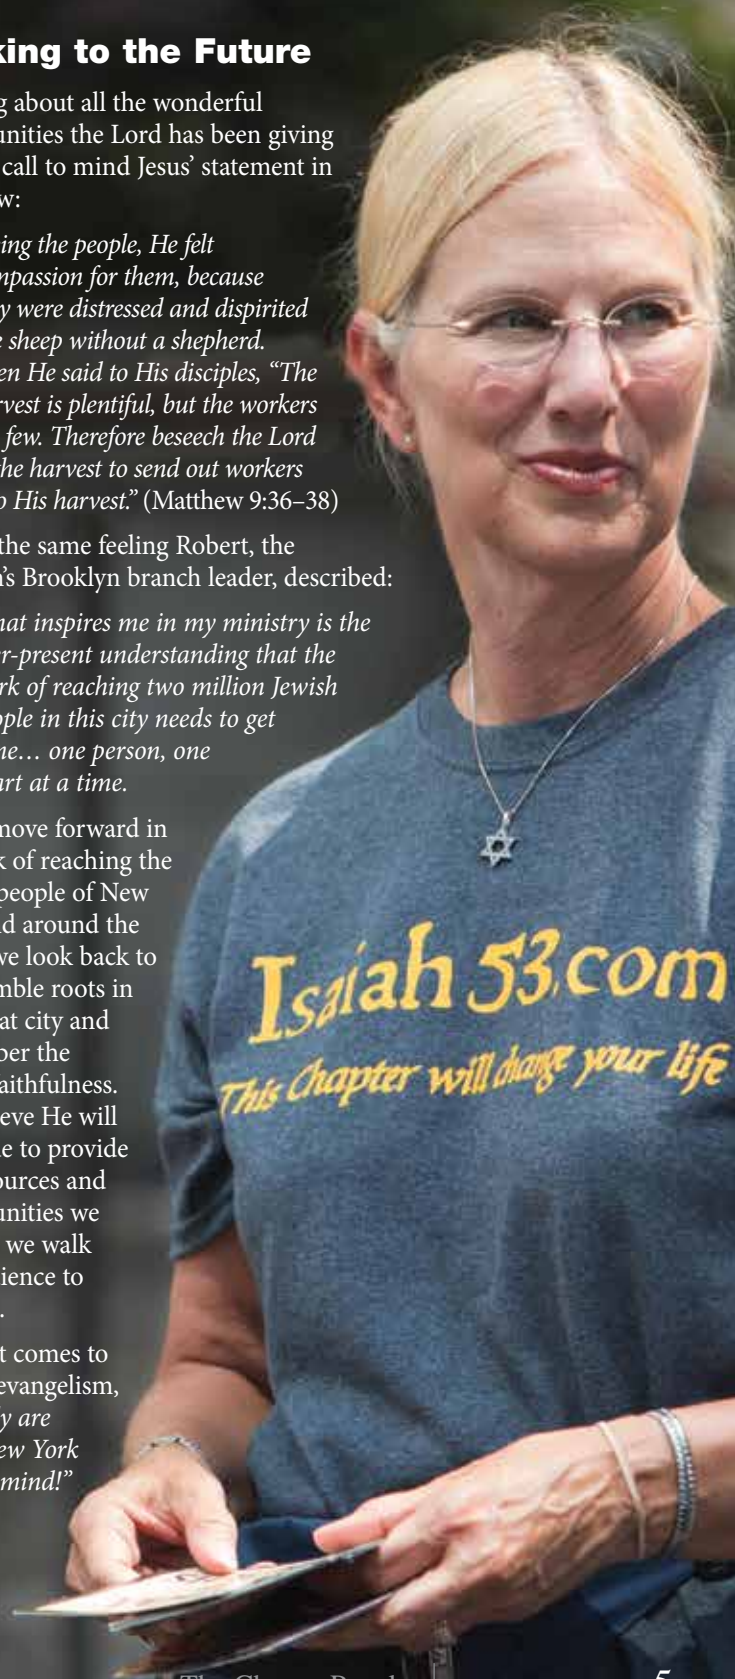 king to the Future
g about all the wonderful
unities the Lord has been giving
call to mind Jesus’ statement in
w:
ing the people, He felt
mpassion for them, because
y were distressed and dispirited
e sheep without a shepherd.
en He said to His disciples, “The
rvest is plentiful, but the workers
few. Therefore beseech the Lord
the harvest to send out workers
o His harvest.” (Matthew 9:36–38)
the same feeling Robert, the
n’s Brooklyn branch leader, described:
hat inspires me in my ministry is the
er-present understanding that the
rk of reaching two million Jewish
ople in this city needs to get
ne… one person, one
art at a time.
move forward in
k of reaching the
people of New
d around the
we look back to
mble roots in
at city and
ber the
aithfulness.
eve He will
e to provide
ources and
unities we
we walk
ience to
.
t comes to
evangelism,
y are
ew York
mind!”
Isaiah 53.com
This Chapter will change your life
The Chosen
5